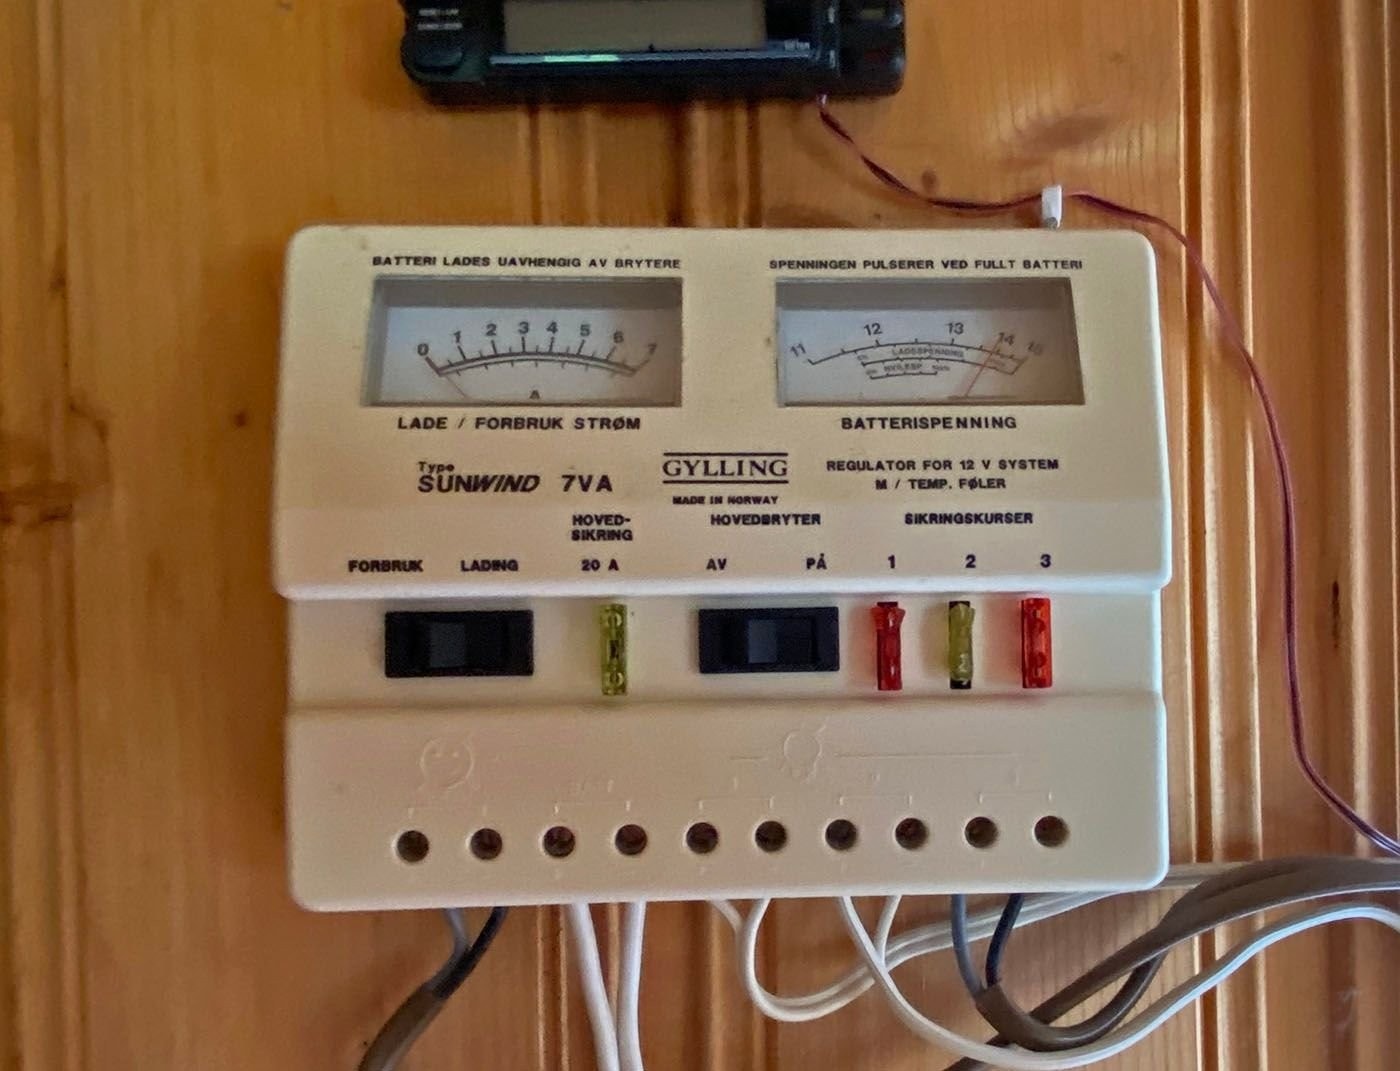 BATTERI LADES UAVHENGIG AV BRYTERE
SPENNINGEN PULSERER VED FULLT BATTERI
0 1 2 3 4 5 6 7
A
11 12 13 14 15
LADESPENNING
HVILESP
LADE / FORBRUK STRØM
BATTERISPENNING
Type
SUNWIND 7VA
GYLLING
MADE IN NORWAY
REGULATOR FOR 12 V SYSTEM
M / TEMP. FØLER
HOVED-
SIKRING
HOVEDBRYTER
SIKRINGSKURSER
FORBRUK LADING 20 A AV PÅ 1 2 3